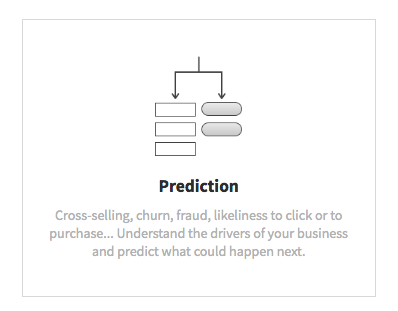 Prediction
Cross-selling, churn, fraud, likeliness to click or to
purchase... Understand the drivers of your business
and predict what could happen next.